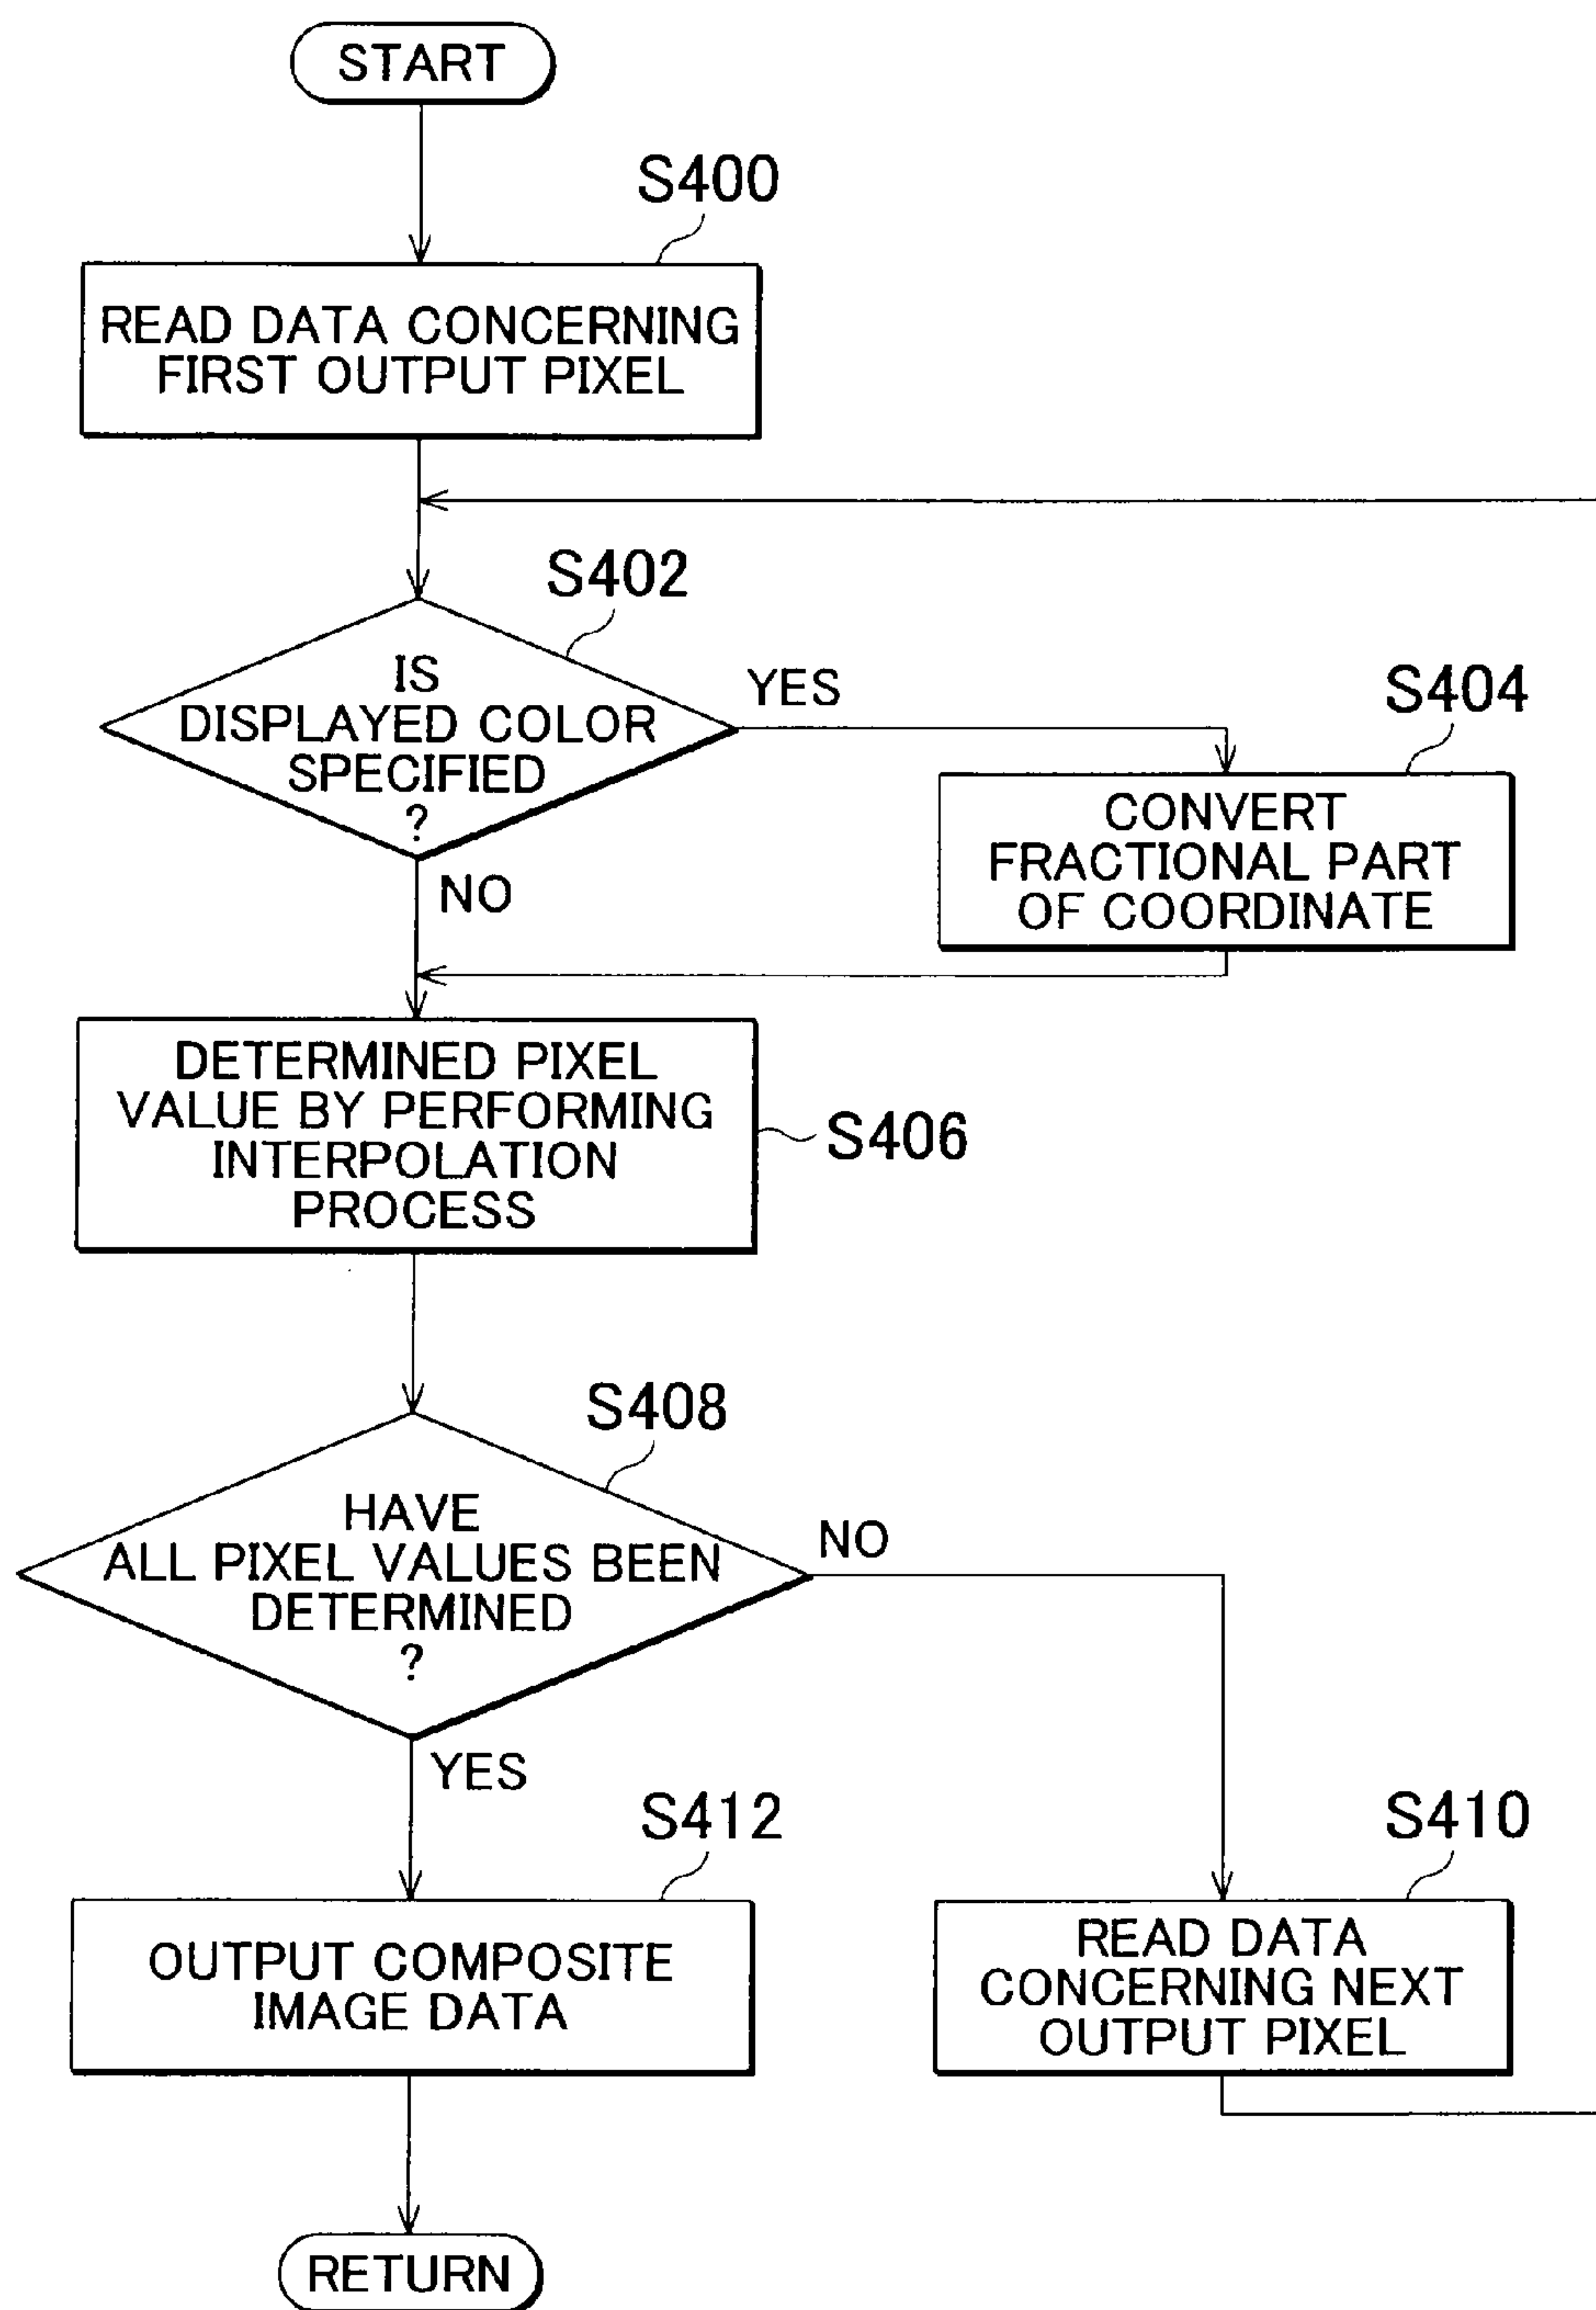 START
S400
READ DATA CONCERNING
FIRST OUTPUT PIXEL
S402
IS
DISPLAYED COLOR
SPECIFIED
?
YES
NO
S404
CONVERT
FRACTIONAL PART
OF COORDINATE
DETERMINED PIXEL
VALUE BY PERFORMING
INTERPOLATION
PROCESS
S406
S408
HAVE
ALL PIXEL VALUES BEEN
DETERMINED
?
NO
YES
S412
OUTPUT COMPOSITE
IMAGE DATA
S410
READ DATA
CONCERNING NEXT
OUTPUT PIXEL
RETURN